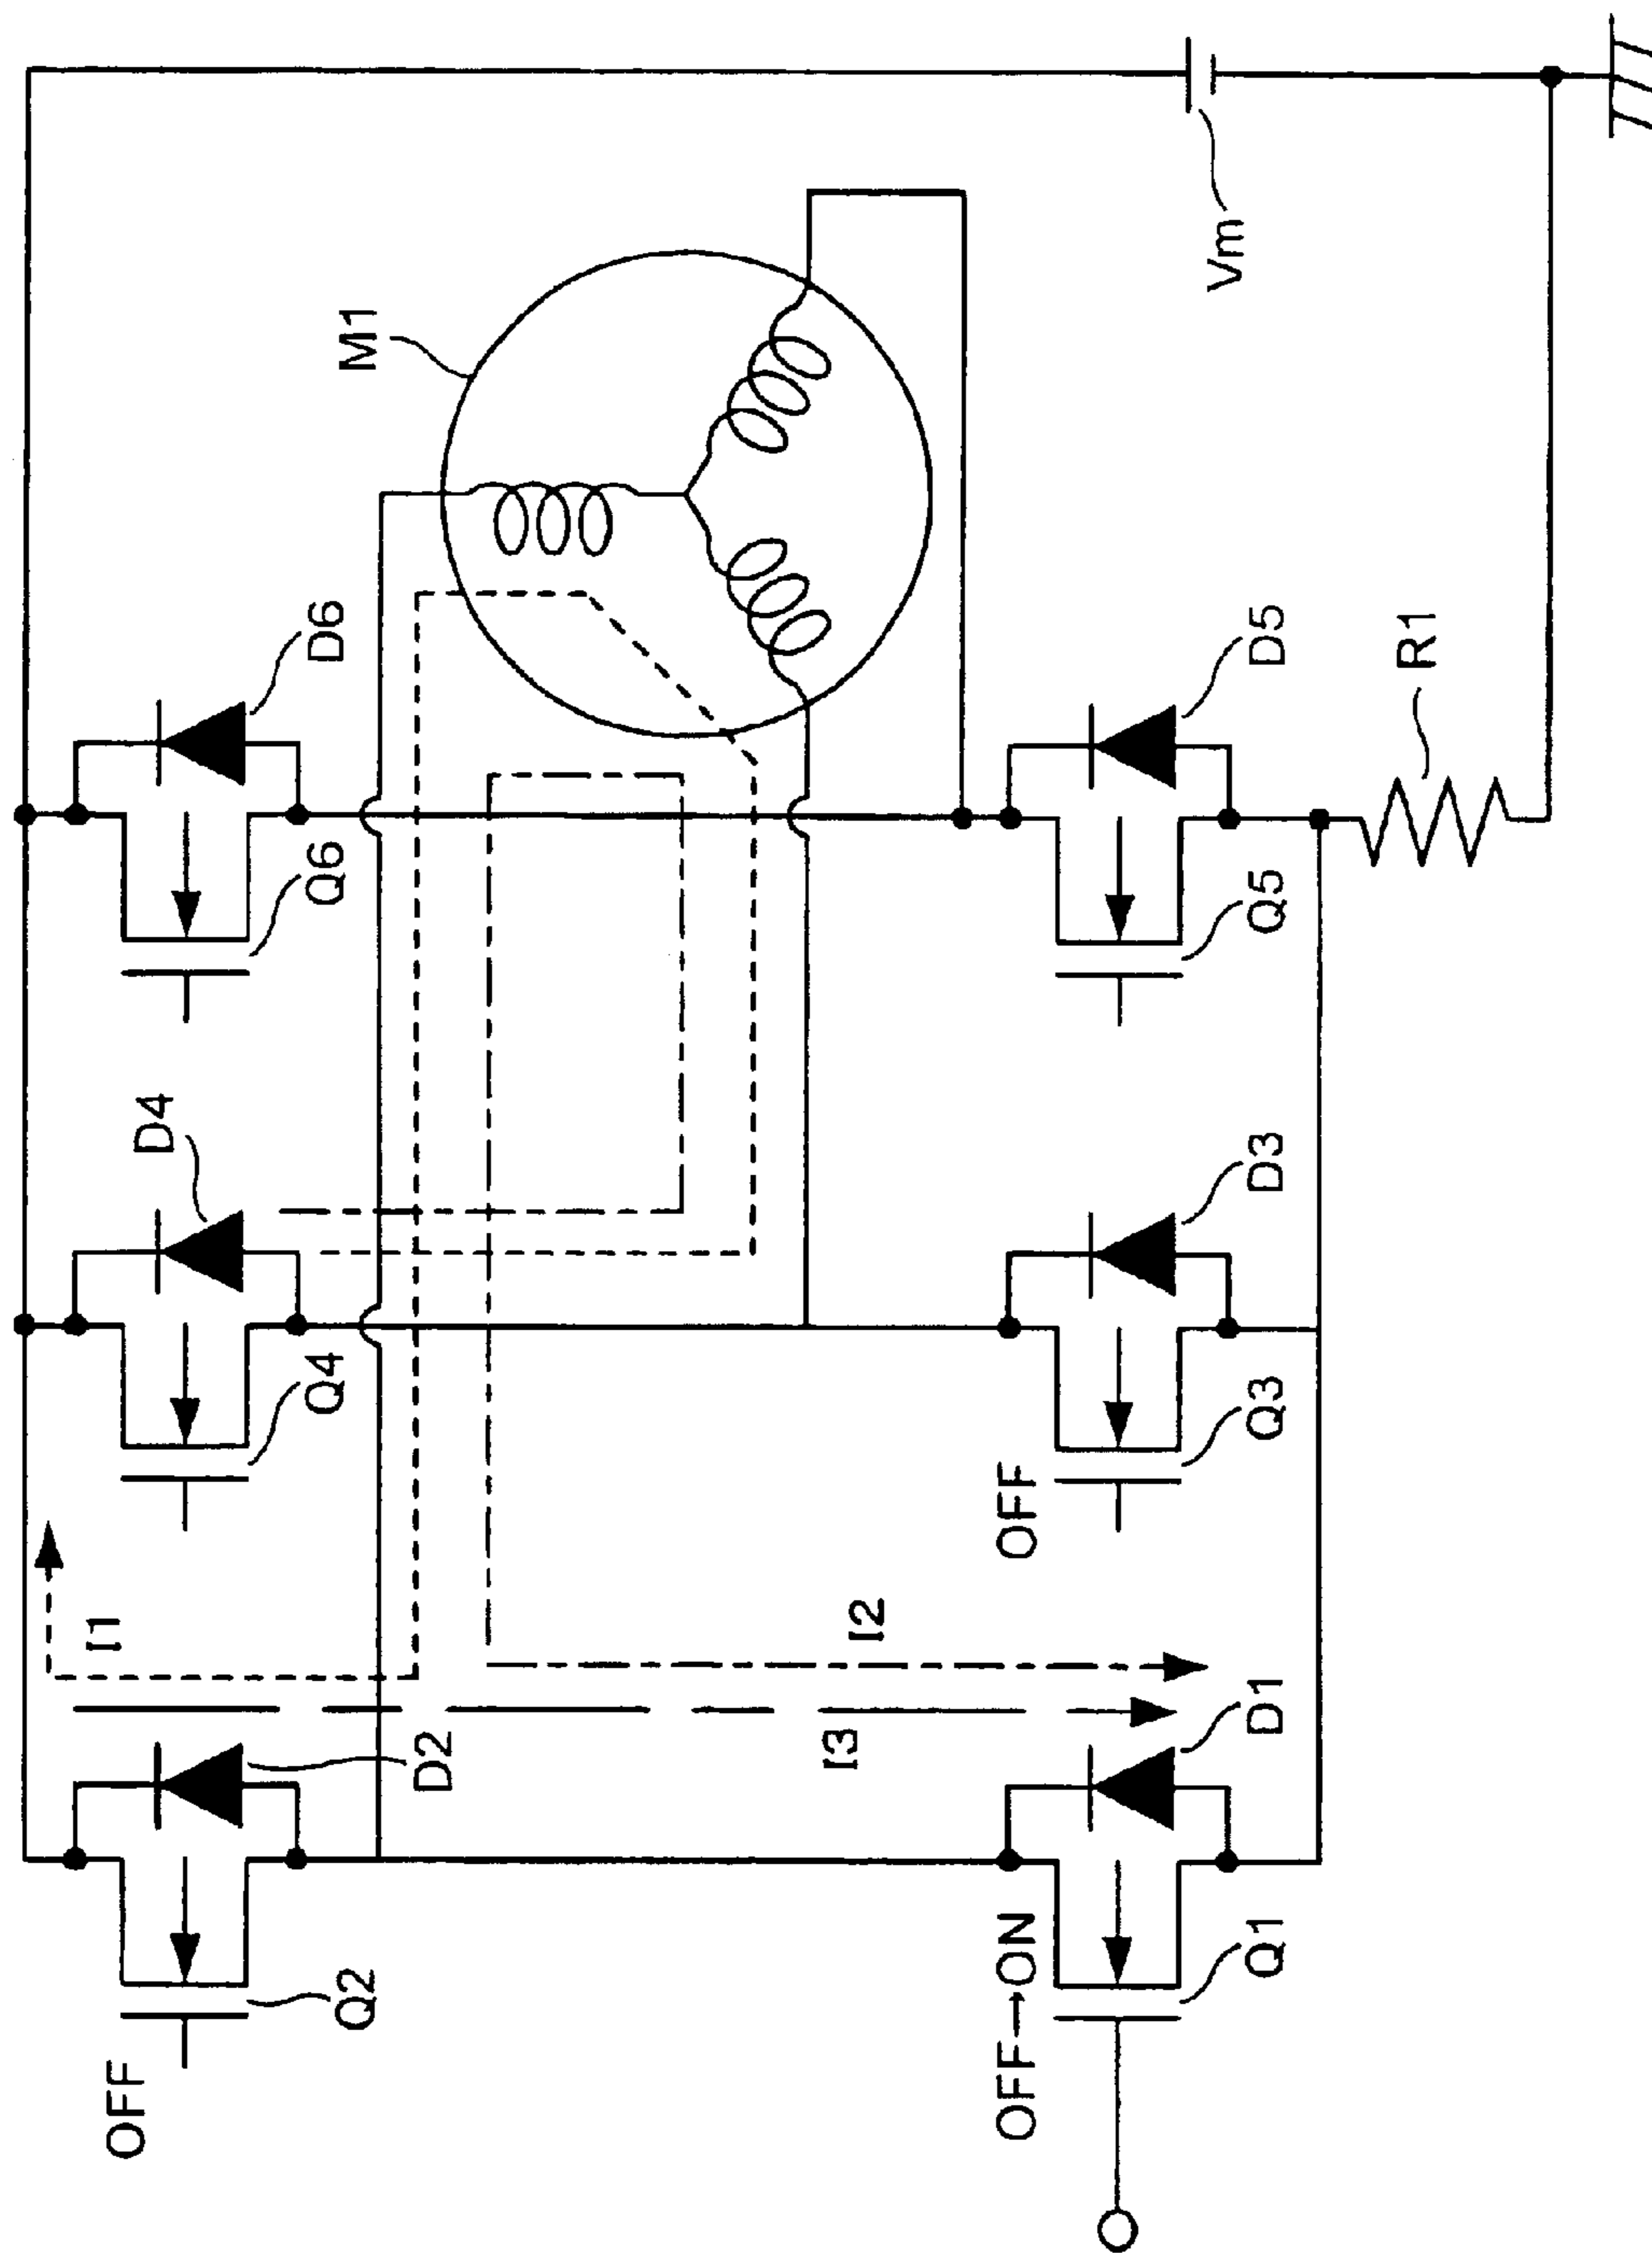 OFF
Q2
D2
I1
Q4
D4
Q6
D6
M1
I3
I2
Vm
OFF→ON
Q1
D1
OFF
Q3
D3
Q5
D5
R1